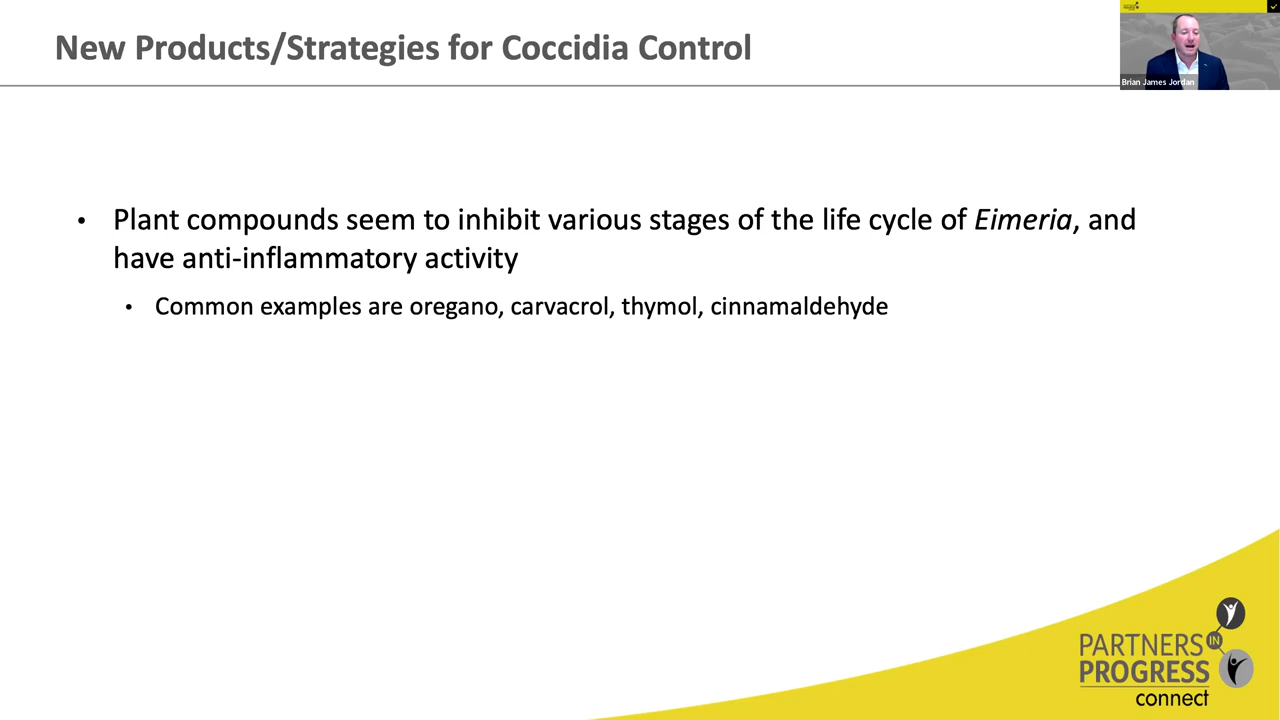 New Products/Strategies for Coccidia Control
Brian James Jordan
• Plant compounds seem to inhibit various stages of the life cycle of Eimeria, and
have anti-inflammatory activity
• Common examples are oregano, carvacrol, thymol, cinnamaldehyde
PARTNERS IN
PROGRESS
connect